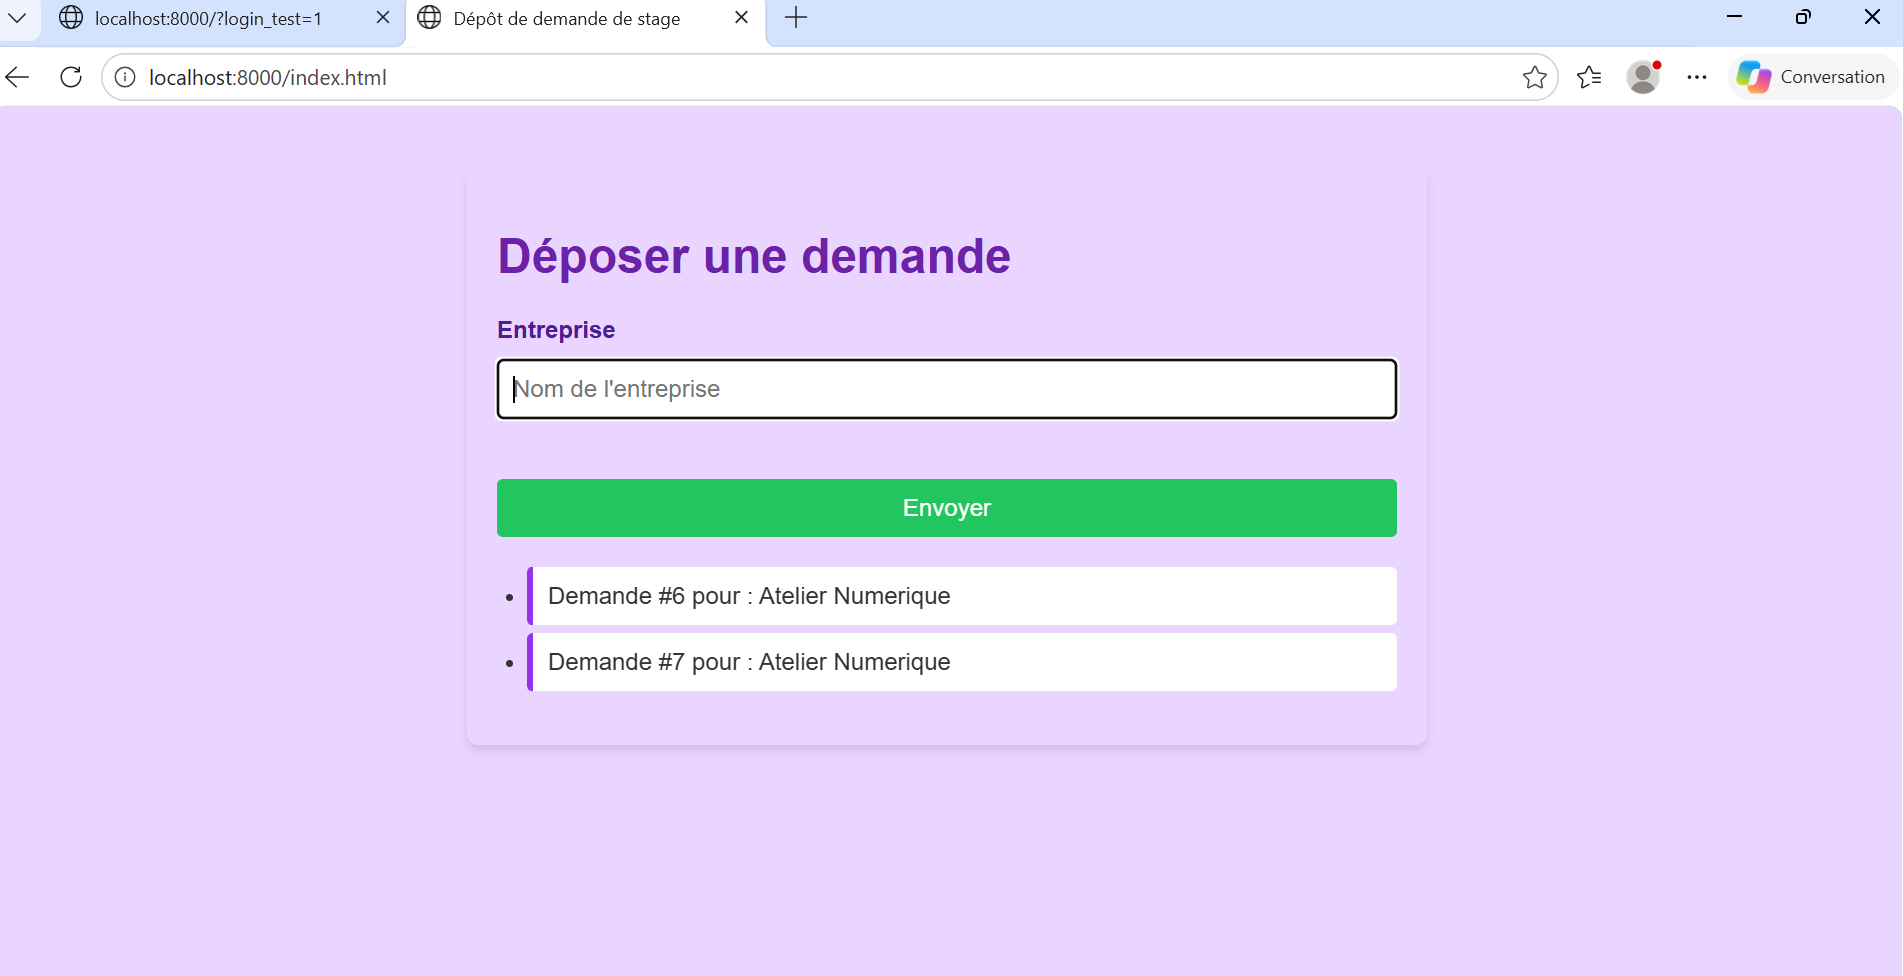 localhost:8000/?login_test=1
Dépôt de demande de stage
localhost:8000/index.html
Conversation
Déposer une demande
Entreprise
Nom de l'entreprise
Envoyer
Demande #6 pour : Atelier Numerique
Demande #7 pour : Atelier Numerique